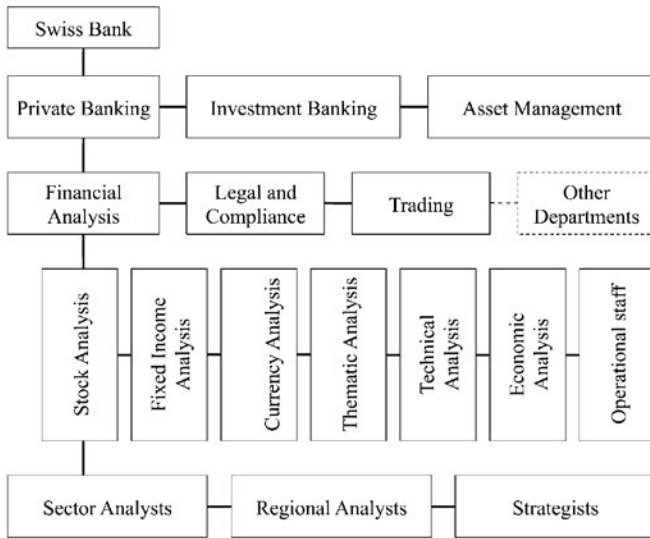 Swiss Bank
Private Banking
Investment Banking
Asset Management
Financial
Analysis
Legal and
Compliance
Trading
Other
Departments
Stock Analysis
Fixed Income
Analysis
Currency Analysis
Thematic Analysis
Technical
Analysis
Economic
Analysis
Operational staff
Sector Analysts
Regional Analysts
Strategists